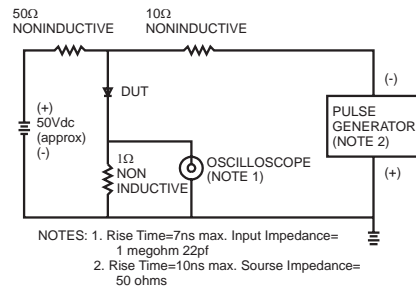 50Ω
NONINDUCTIVE
10Ω
NONINDUCTIVE
(+)
50Vdc
(approx)
(-)
DUT
1Ω
NON
INDUCTIVE
OSCILLOSCOPE
(NOTE 1)
(-)
PULSE
GENERATOR
(NOTE 2)
(+)
NOTES: 1. Rise Time=7ns max. Input Impedance=
1 megohm 22pf
2. Rise Time=10ns max. Sourse Impedance=
50 ohms